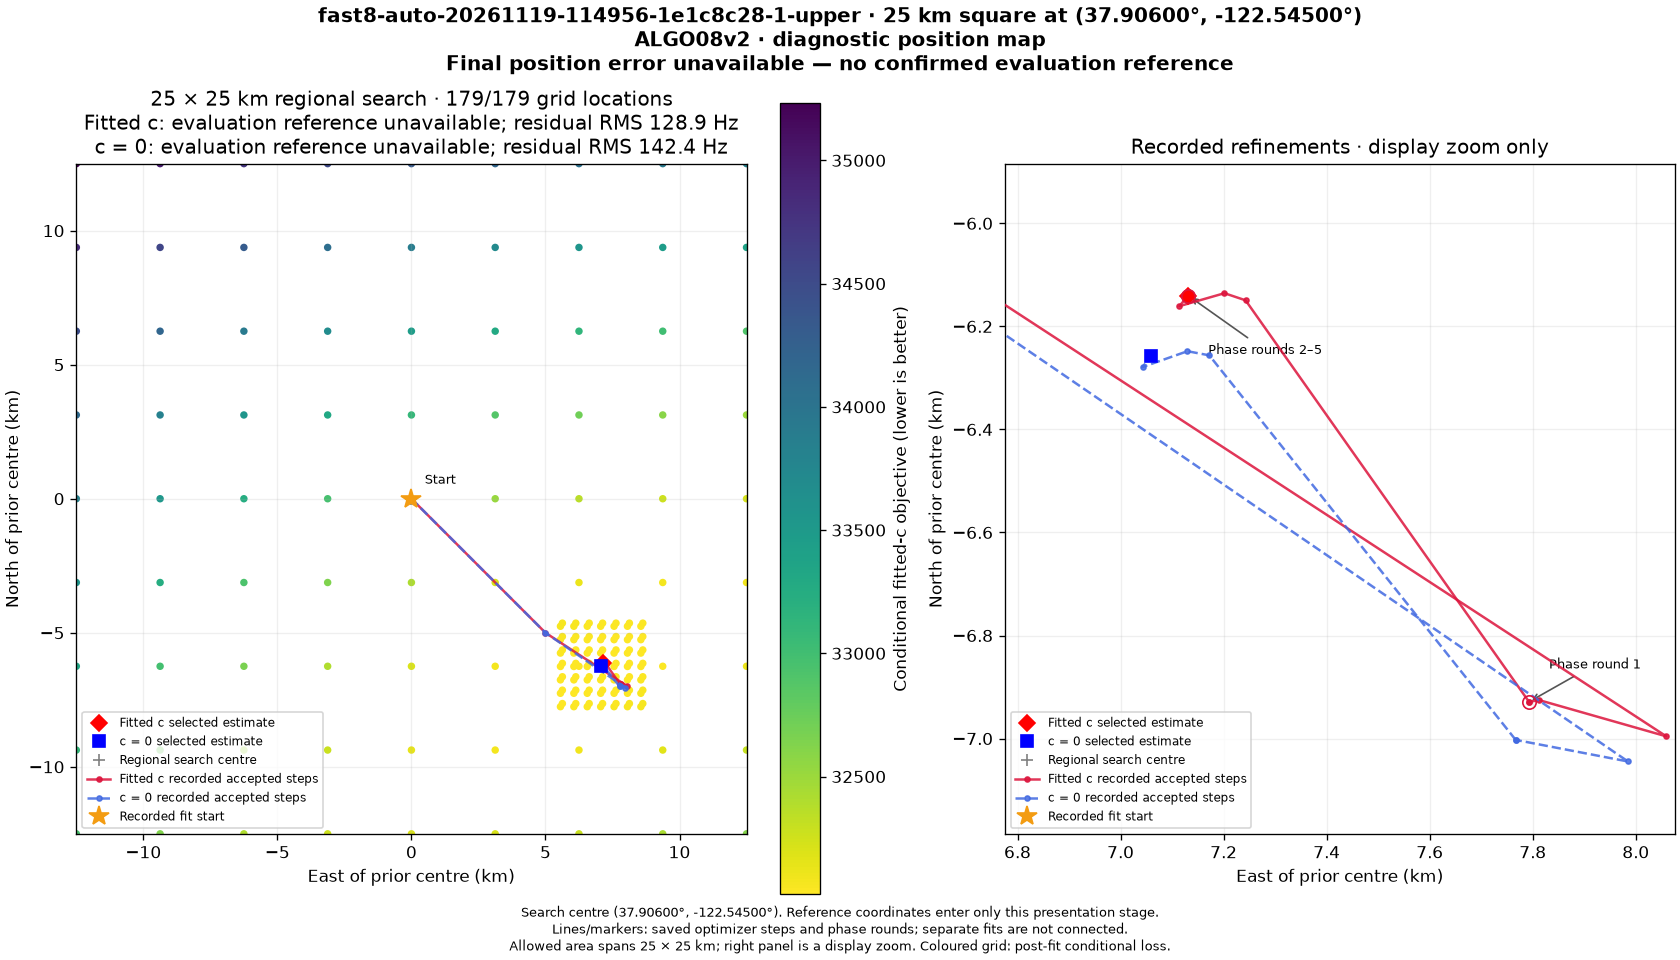 fast8-auto-20261119-114956-1e1c8c28-1-upper · 25 km square at (37.90600°, -122.54500°)
ALGO08v2 · diagnostic position map
Final position error unavailable — no confirmed evaluation reference
25 × 25 km regional search · 179/179 grid locations
Fitted c: evaluation reference unavailable; residual RMS 128.9 Hz
c = 0: evaluation reference unavailable; residual RMS 142.4 Hz
10
5
0
−5
−10
North of prior centre (km)
Start
Fitted c selected estimate
c = 0 selected estimate
Regional search centre
Fitted c recorded accepted steps
c = 0 recorded accepted steps
Recorded fit start
−10
−5
0
5
10
East of prior centre (km)
35000
34500
34000
33500
33000
32500
Conditional fitted-c objective (lower is better)
Recorded refinements · display zoom only
−6.0
−6.2
−6.4
−6.6
−6.8
−7.0
North of prior centre (km)
Phase rounds 2–5
Phase round 1
Fitted c selected estimate
c = 0 selected estimate
Regional search centre
Fitted c recorded accepted steps
c = 0 recorded accepted steps
Recorded fit start
6.8
7.0
7.2
7.4
7.6
7.8
8.0
East of prior centre (km)
Search centre (37.90600°, -122.54500°). Reference coordinates enter only this presentation stage.
Lines/markers: saved optimizer steps and phase rounds; separate fits are not connected.
Allowed area spans 25 × 25 km; right panel is a display zoom. Coloured grid: post-fit conditional loss.